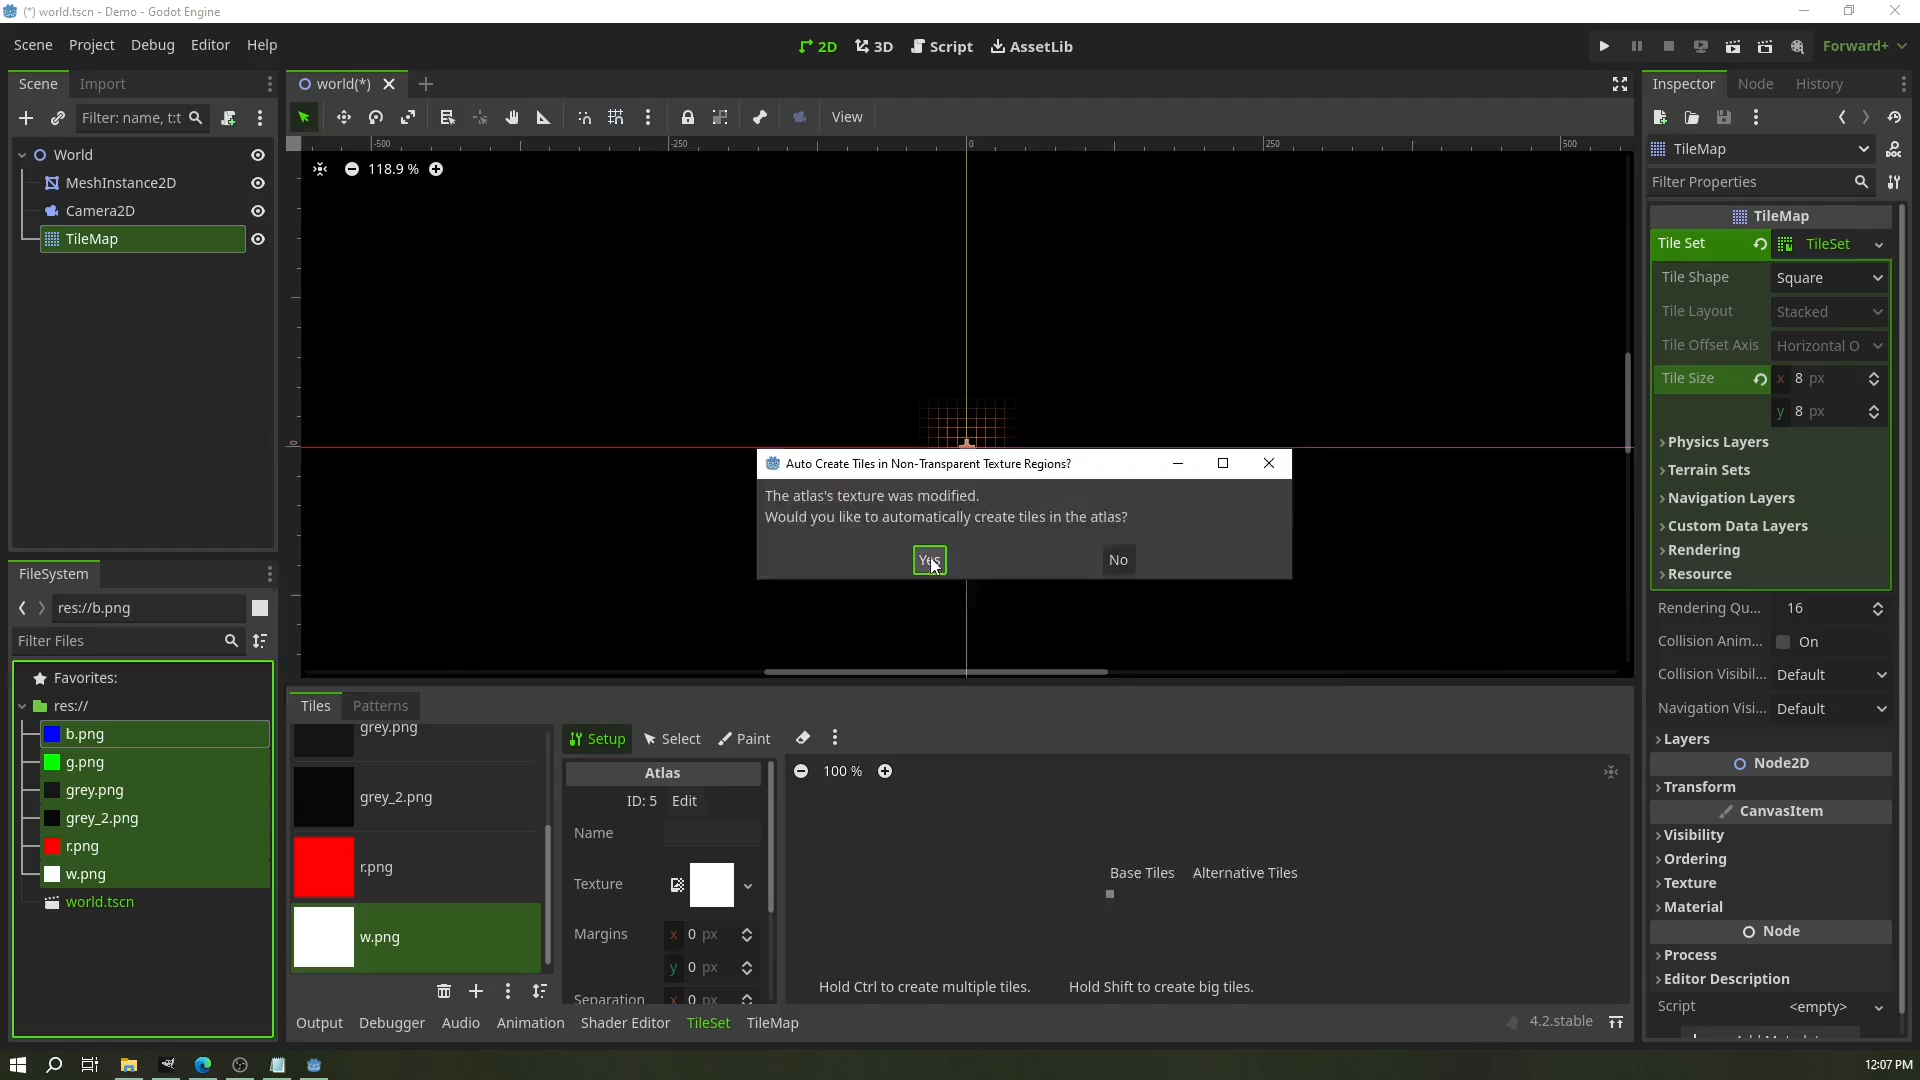 (*) world.tscn - Demo - Godot Engine
Scene Project Debug Editor Help
2D 3D Script AssetLib
Forward+
Scene Import
world(*)
Inspector Node History
Filter: name, t:t
View
-500 -250 0 250 500
World
MeshInstance2D
Camera2D
TileMap
118.9 %
0
TileMap
Filter Properties
TileMap
Tile Set TileSet
Tile Shape Square
Tile Layout Stacked
Tile Offset Axis Horizontal O
Tile Size x 8 px
y 8 px
Physics Layers
Terrain Sets
Navigation Layers
Custom Data Layers
Rendering
Resource
Rendering Qu... 16
Collision Anim... On
Collision Visibil... Default
Navigation Visi... Default
Layers
Node2D
Transform
CanvasItem
Visibility
Ordering
Texture
Material
Node
Process
Editor Description
Script <empty>
Auto Create Tiles in Non-Transparent Texture Regions?
The atlas's texture was modified.
Would you like to automatically create tiles in the atlas?
Yes No
FileSystem
res://b.png
Filter Files
Favorites:
res://
b.png
g.png
grey.png
grey_2.png
r.png
w.png
world.tscn
Tiles Patterns
grey.png
grey_2.png
r.png
w.png
Setup Select Paint
Atlas
ID: 5 Edit
Name
Texture
Margins x 0 px
y 0 px
Separation x 0 px
100 %
Base Tiles Alternative Tiles
Hold Ctrl to create multiple tiles. Hold Shift to create big tiles.
Output Debugger Audio Animation Shader Editor TileSet TileMap
4.2.stable
12:07 PM